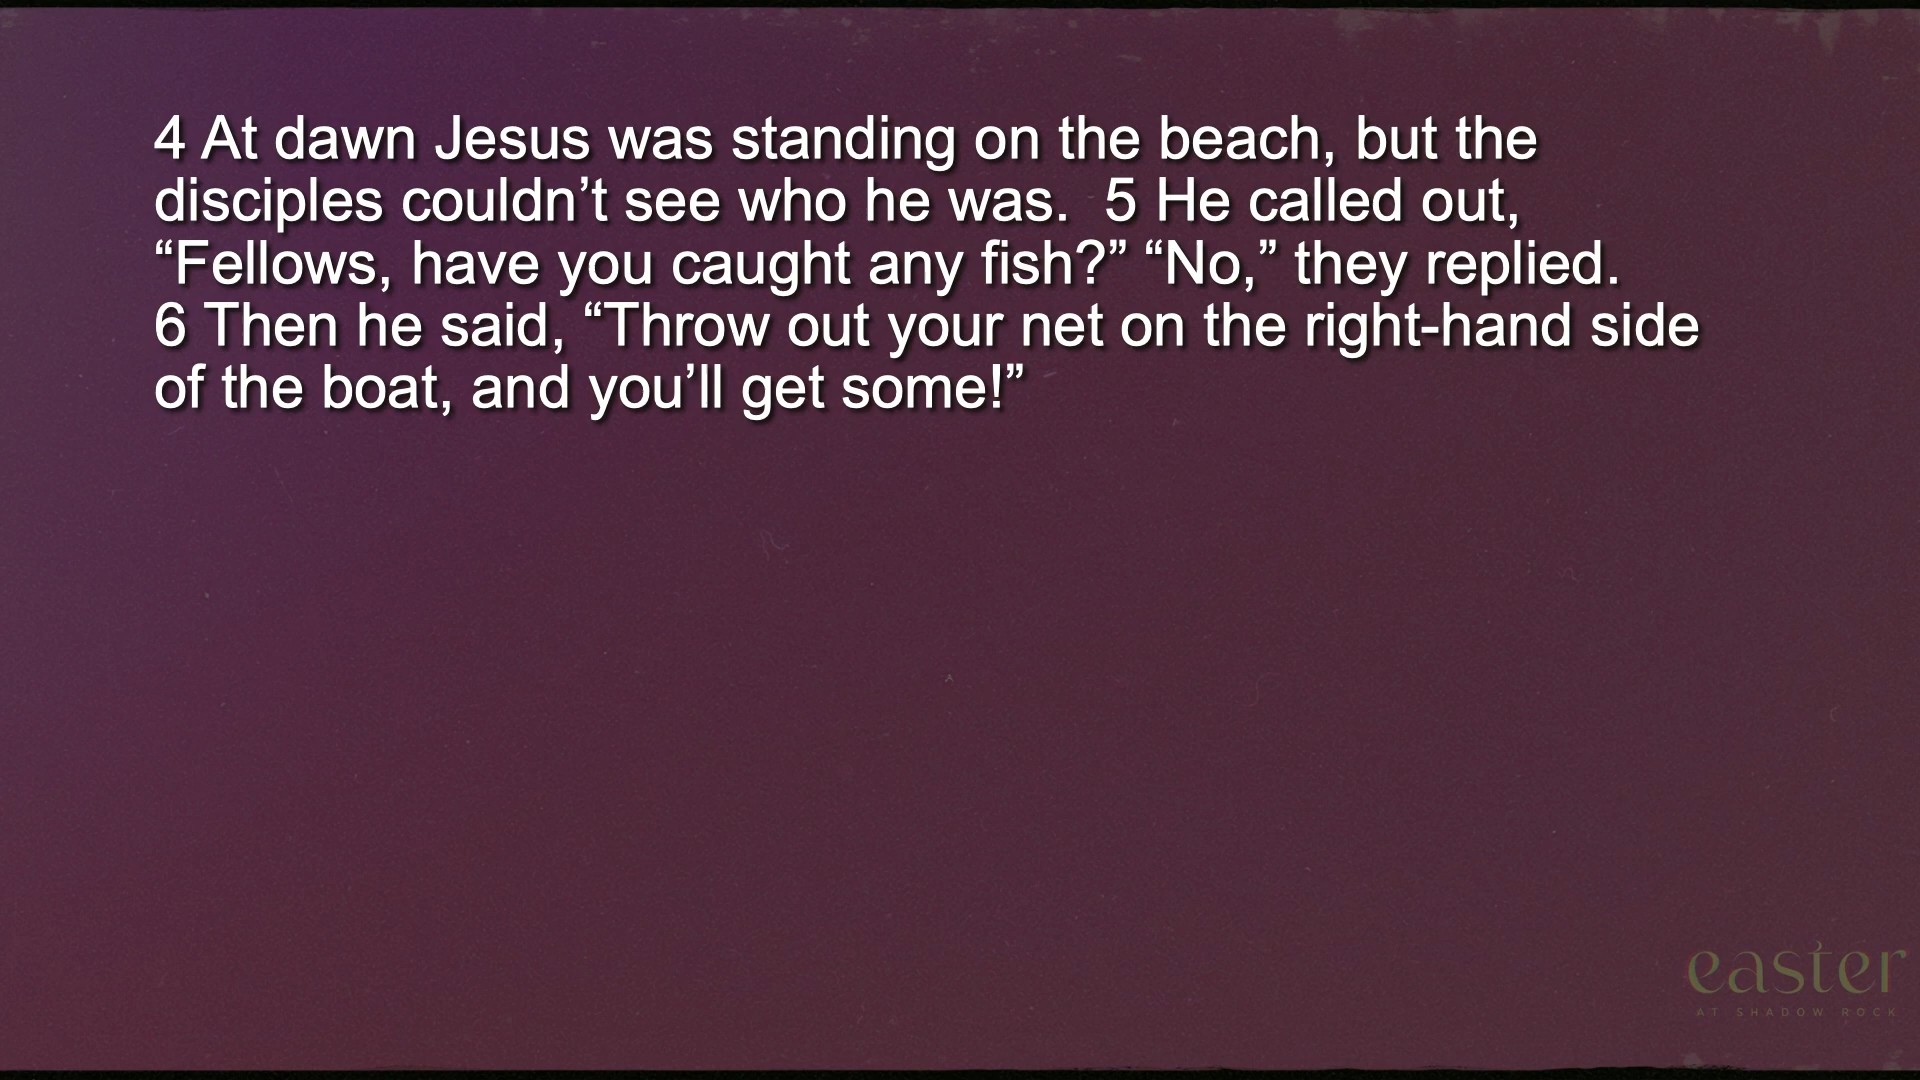 4 At dawn Jesus was standing on the beach, but the
disciples couldn’t see who he was.  5 He called out,
“Fellows, have you caught any fish?” “No,” they replied.
6 Then he said, “Throw out your net on the right-hand side
of the boat, and you’ll get some!”
easter
AT SHADOW ROCK